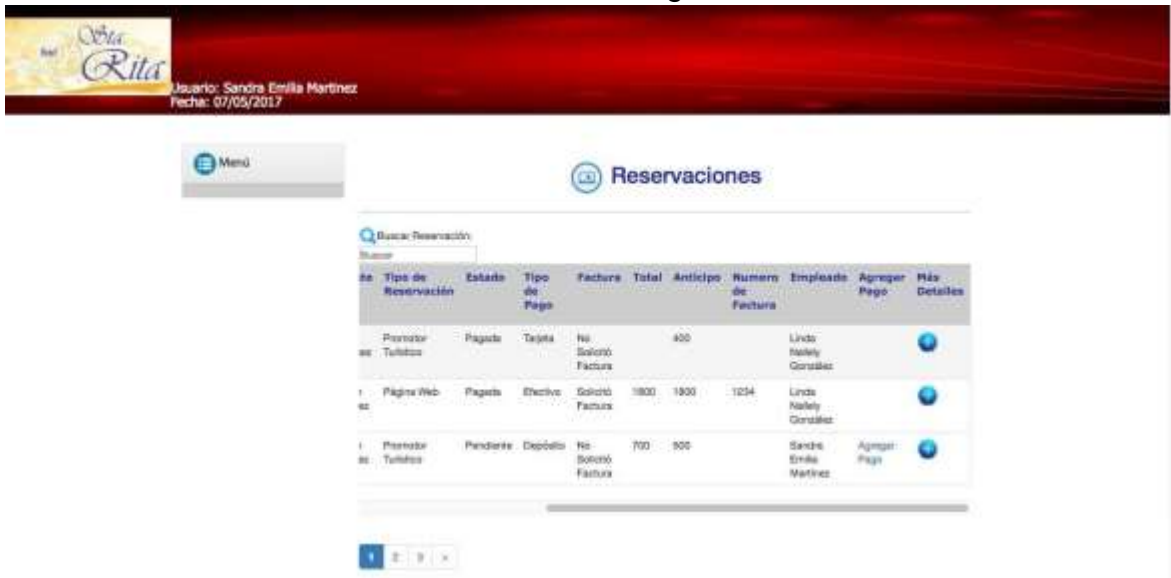 Sta
Rita
Usuario: Sandra Emilia Martinez
Fecha: 07/05/2017
Menú
Reservaciones
Buscar Reservación:
Buscar
Tipo de Reservación Estado Tipo de Pago Factura Total Anticipo Numero de Factura Empleado Agregar Pago Más Detalles
Promotor Turístico Pagada Tarjeta No Solicitó Factura 400 Linda Nallely González
Página Web Pagada Efectivo Solicitó Factura 1800 1800 1234 Linda Nallely González
Promotor Turístico Pendiente Depósito No Solicitó Factura 700 500 Sandra Emilia Martinez Agregar Pago
1 2 3 »